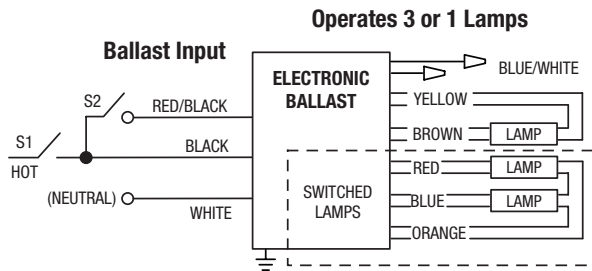 Operates 3 or 1 Lamps
Ballast Input
ELECTRONIC
BALLAST
BLUE/WHITE
S2
RED/BLACK
YELLOW
S1
BLACK
BROWN
LAMP
HOT
RED
LAMP
SWITCHED
LAMPS
(NEUTRAL)
WHITE
BLUE
LAMP
ORANGE